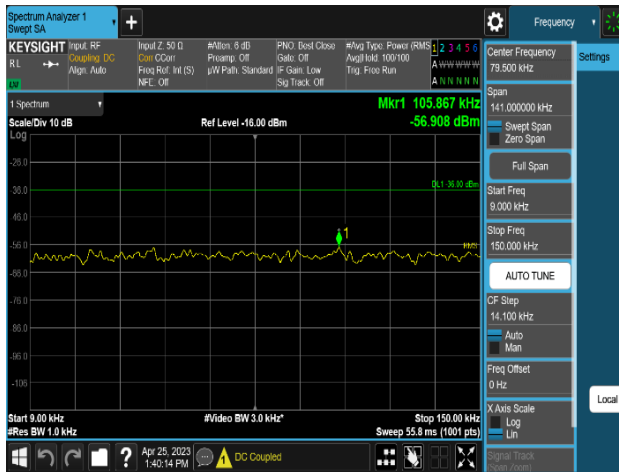 Spectrum Analyzer 1
Swept SA
+
Frequency
KEYSIGHT
RL
Input: RF
Coupling: DC
Align: Auto
Input Z: 50 Ω
Corr CCorr
Freq Ref: Int (S)
NFE: Off
#Atten: 6 dB
Preamp: Off
µW Path: Standard
PNO: Best Close
Gate: Off
IF Gain: Low
Sig Track: Off
#Avg Type: Power (RMS
Avg|Hold: 100/100
Trig: Free Run
1 2 3 4 5 6
A W W W W W
A N N N N N
1 Spectrum
Scale/Div 10 dB
Log
Ref Level -16.00 dBm
Mkr1 105.867 kHz
-56.908 dBm
-26.0
-36.0
-46.0
-56.0
-66.0
-76.0
-86.0
-96.0
-106
DL1 -36.00 dBm
1
RMS
Start 9.00 kHz
#Res BW 1.0 kHz
#Video BW 3.0 kHz*
Stop 150.00 kHz
Sweep 55.8 ms (1001 pts)
Center Frequency
79.500 kHz
Settings
Span
141.000000 kHz
Swept Span
Zero Span
Full Span
Start Freq
9.000 kHz
Stop Freq
150.000 kHz
AUTO TUNE
CF Step
14.100 kHz
Auto
Man
Freq Offset
0 Hz
X Axis Scale
Log
Lin
Local
Signal Track
(Span Zoom)
?
Apr 25, 2023
1:40:14 PM
DC Coupled